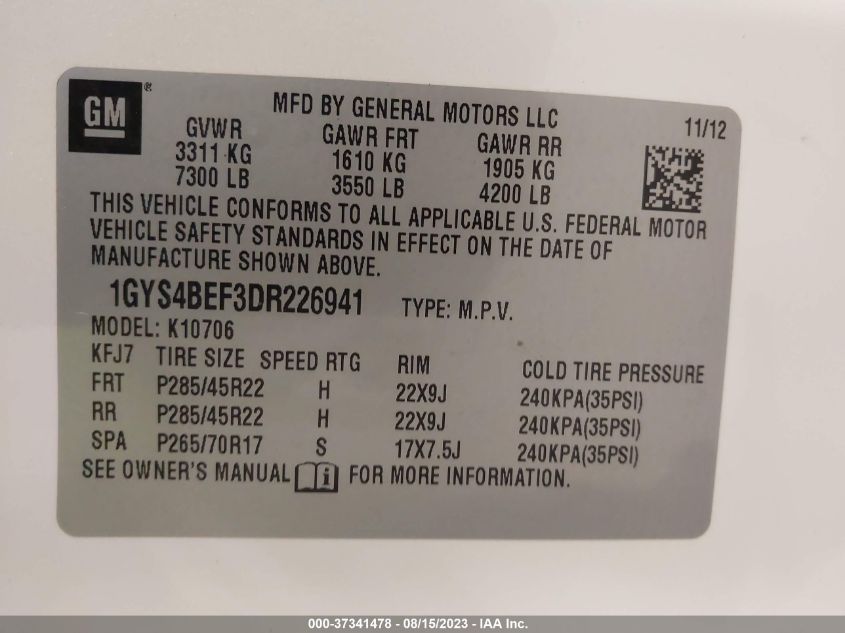 GM ®
MFD BY GENERAL MOTORS LLC
11/12
GVWR GAWR FRT GAWR RR
3311 KG 1610 KG 1905 KG
7300 LB 3550 LB 4200 LB
THIS VEHICLE CONFORMS TO ALL APPLICABLE U.S. FEDERAL MOTOR
VEHICLE SAFETY STANDARDS IN EFFECT ON THE DATE OF
MANUFACTURE SHOWN ABOVE.
1GYS4BEF3DR226941 TYPE: M.P.V.
MODEL: K10706
KFJ7 TIRE SIZE SPEED RTG RIM COLD TIRE PRESSURE
FRT P285/45R22 H 22X9J 240KPA(35PSI)
RR P285/45R22 H 22X9J 240KPA(35PSI)
SPA P265/70R17 S 17X7.5J 240KPA(35PSI)
SEE OWNER'S MANUAL i FOR MORE INFORMATION.
000-37341478 - 08/15/2023 - IAA Inc.